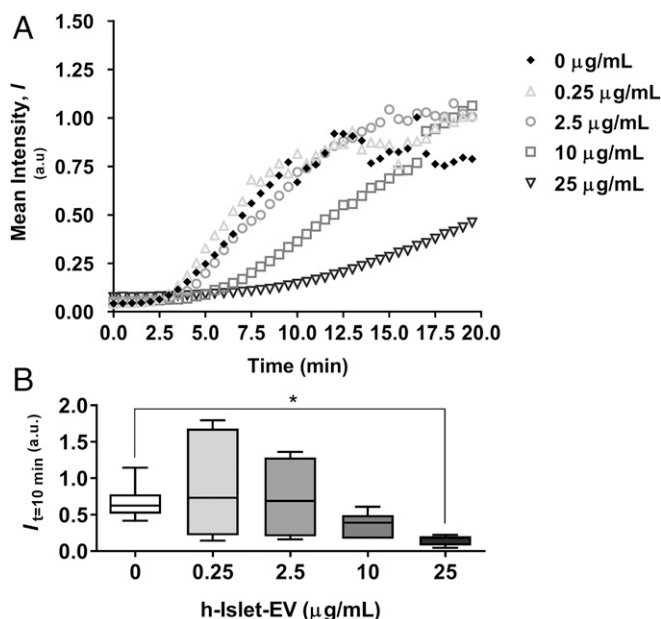 A
Mean Intensity, I
(a.u)
1.50
1.25
1.00
0.75
0.50
0.25
0.00
0.0 2.5 5.0 7.5 10.0 12.5 15.0 17.5 20.0
Time (min)
0 μg/mL
0.25 μg/mL
2.5 μg/mL
10 μg/mL
25 μg/mL
B
I t=10 min (a.u.)
2.0
1.5
1.0
0.5
0.0
*
0 0.25 2.5 10 25
h-Islet-EV (μg/mL)